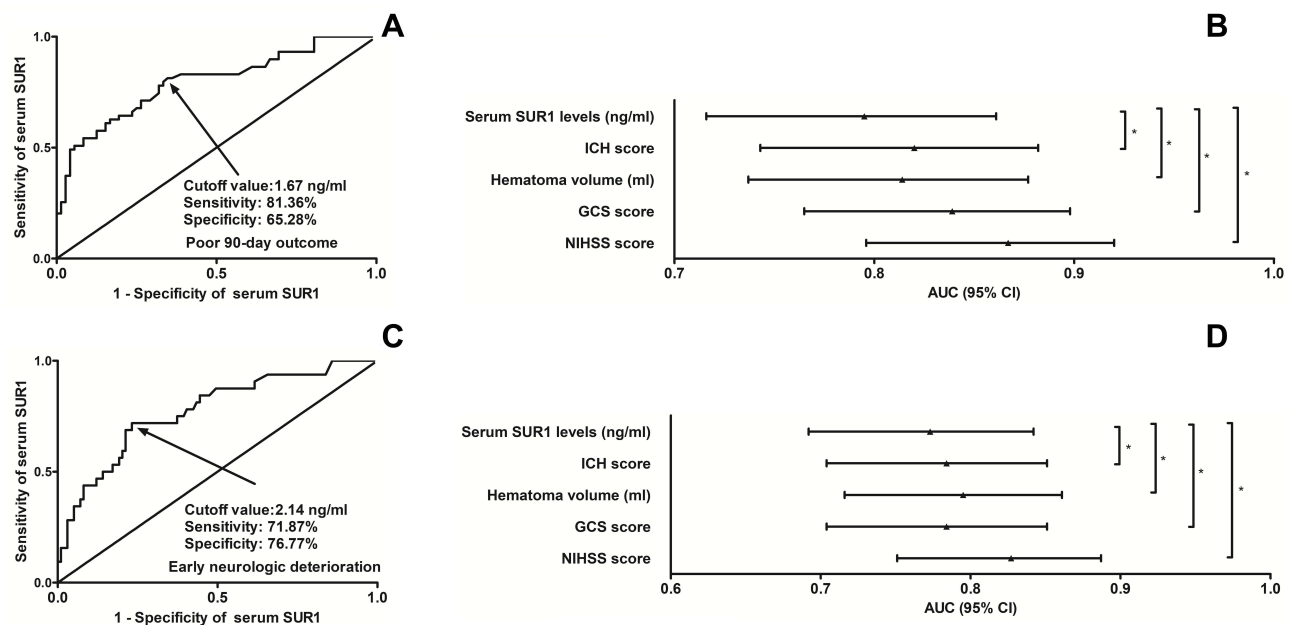 A
1.0
0.5
0.0
Sensitivity of serum SUR1
Cutoff value:1.67 ng/ml
Sensitivity: 81.36%
Specificity: 65.28%
Poor 90-day outcome
0.0 0.5 1.0
1 - Specificity of serum SUR1
B
Serum SUR1 levels (ng/ml)
ICH score
Hematoma volume (ml)
GCS score
NIHSS score
* * * *
0.7 0.8 0.9 1.0
AUC (95% CI)
C
1.0
0.5
0.0
Sensitivity of serum SUR1
Cutoff value:2.14 ng/ml
Sensitivity: 71.87%
Specificity: 76.77%
Early neurologic deterioration
0.0 0.5 1.0
1 - Specificity of serum SUR1
D
Serum SUR1 levels (ng/ml)
ICH score
Hematoma volume (ml)
GCS score
NIHSS score
* * * *
0.6 0.7 0.8 0.9 1.0
AUC (95% CI)